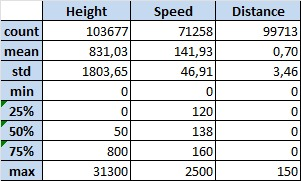 Height Speed Distance
count 103677 71258 99713
mean 831,03 141,93 0,70
std 1803,65 46,91 3,46
min 0 0 0
25% 0 120 0
50% 50 138 0
75% 800 160 0
max 31300 2500 150